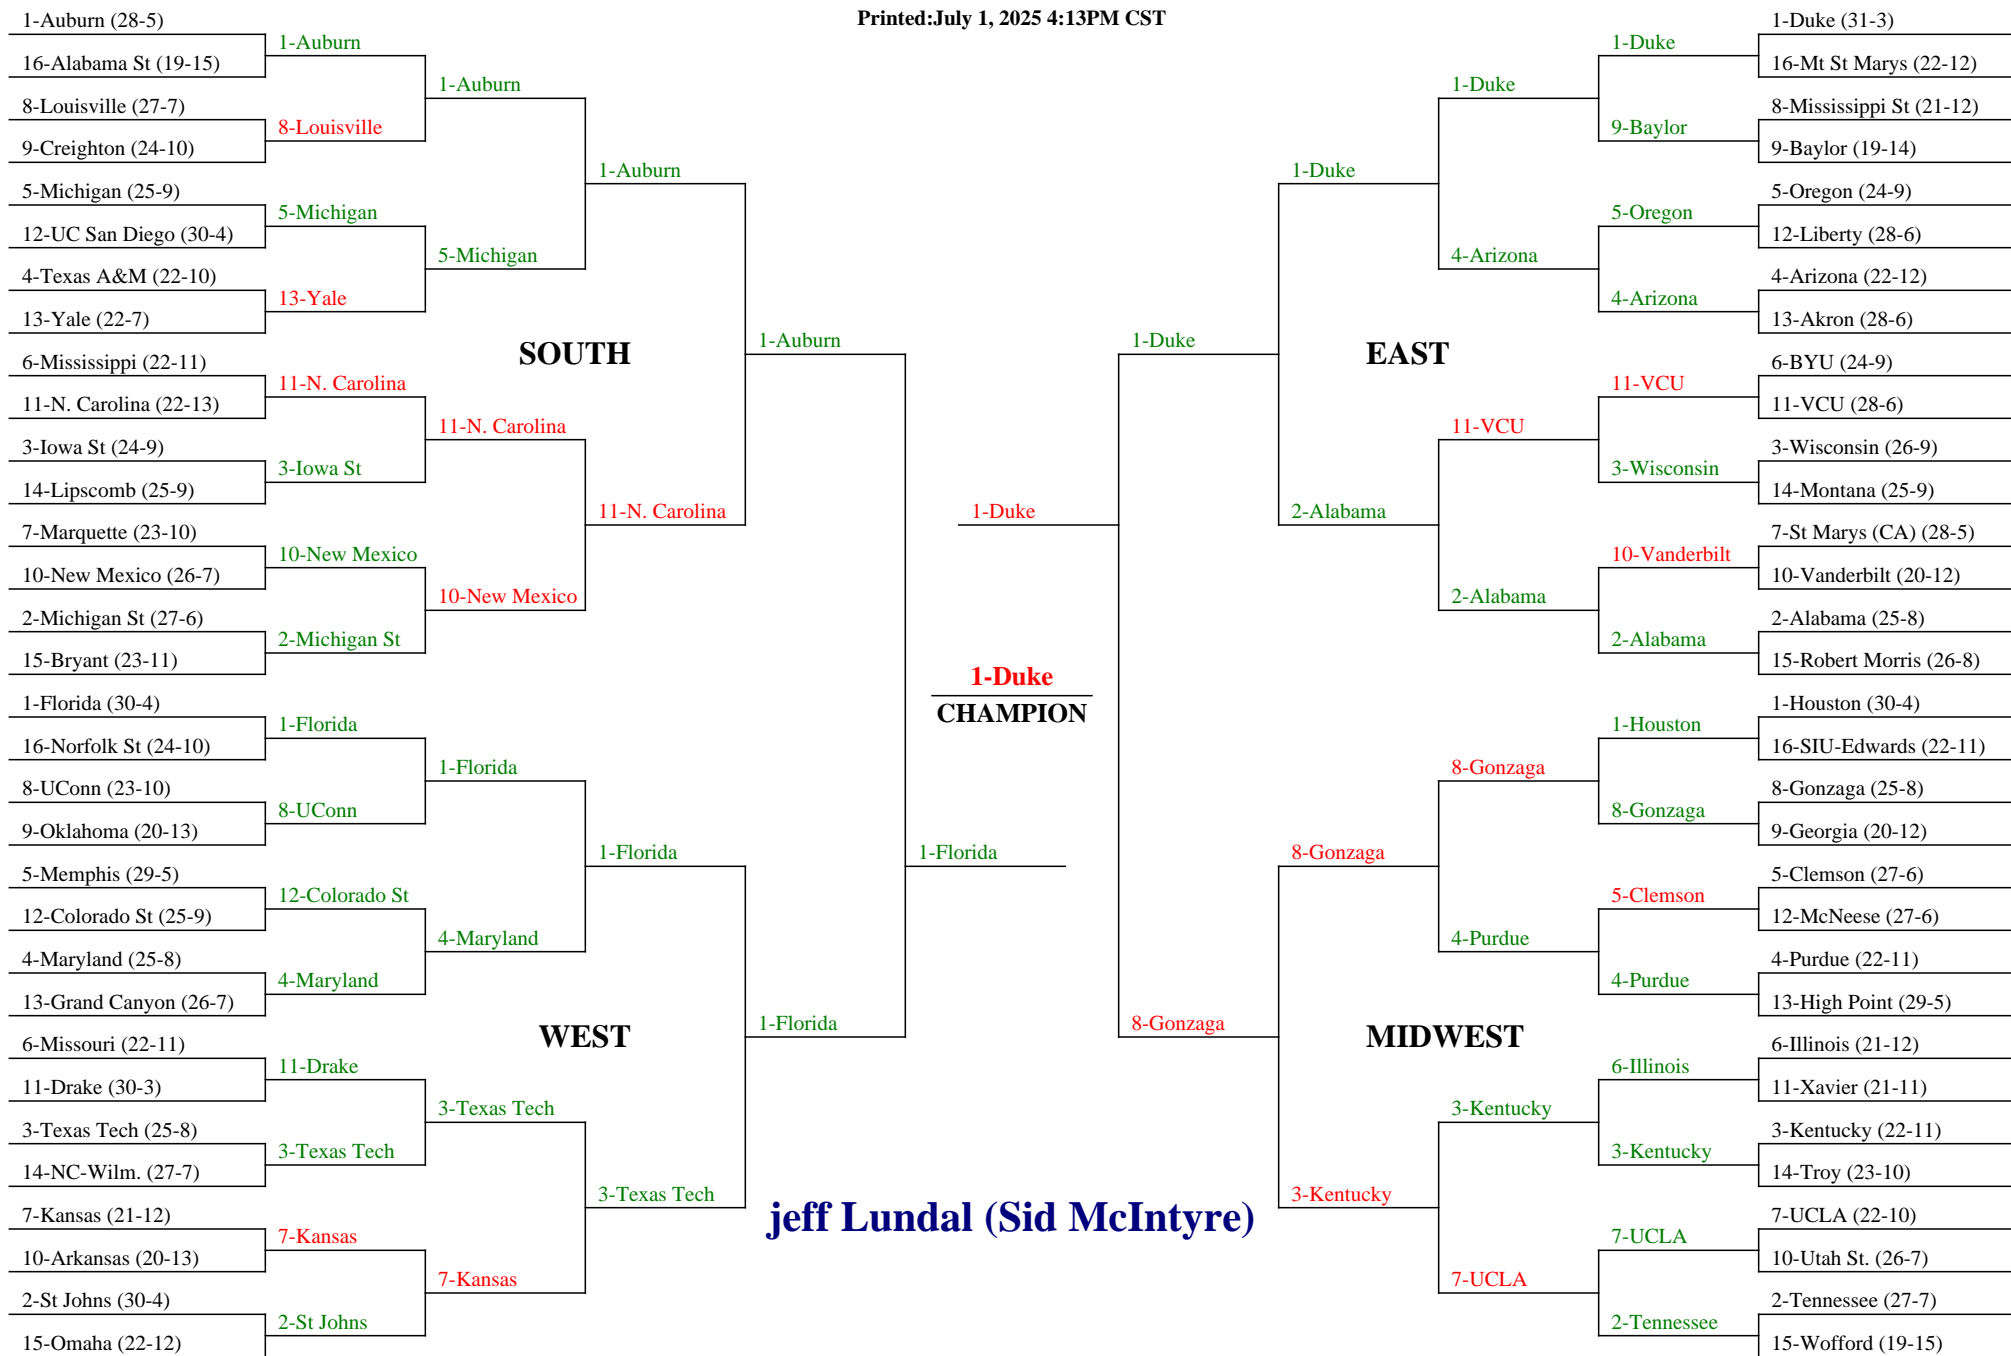 Printed:July 1, 2025 4:13PM CST
1-Auburn (28-5)
16-Alabama St (19-15)
8-Louisville (27-7)
9-Creighton (24-10)
5-Michigan (25-9)
12-UC San Diego (30-4)
4-Texas A&M (22-10)
13-Yale (22-7)
6-Mississippi (22-11)
11-N. Carolina (22-13)
3-Iowa St (24-9)
14-Lipscomb (25-9)
7-Marquette (23-10)
10-New Mexico (26-7)
2-Michigan St (27-6)
15-Bryant (23-11)
1-Florida (30-4)
16-Norfolk St (24-10)
8-UConn (23-10)
9-Oklahoma (20-13)
5-Memphis (29-5)
12-Colorado St (25-9)
4-Maryland (25-8)
13-Grand Canyon (26-7)
6-Missouri (22-11)
11-Drake (30-3)
3-Texas Tech (25-8)
14-NC-Wilm. (27-7)
7-Kansas (21-12)
10-Arkansas (20-13)
2-St Johns (30-4)
15-Omaha (22-12)
1-Auburn
8-Louisville
5-Michigan
13-Yale
11-N. Carolina
3-Iowa St
10-New Mexico
2-Michigan St
1-Florida
8-UConn
12-Colorado St
4-Maryland
11-Drake
3-Texas Tech
7-Kansas
2-St Johns
1-Auburn
5-Michigan
11-N. Carolina
10-New Mexico
1-Florida
4-Maryland
3-Texas Tech
7-Kansas
1-Auburn
11-N. Carolina
1-Florida
3-Texas Tech
SOUTH
WEST
1-Auburn
1-Florida
1-Florida
1-Duke
1-Duke
CHAMPION
jeff Lundal (Sid McIntyre)
1-Duke
8-Gonzaga
EAST
MIDWEST
1-Duke
2-Alabama
8-Gonzaga
3-Kentucky
1-Duke
4-Arizona
11-VCU
2-Alabama
8-Gonzaga
4-Purdue
3-Kentucky
7-UCLA
1-Duke
9-Baylor
5-Oregon
4-Arizona
11-VCU
3-Wisconsin
10-Vanderbilt
2-Alabama
1-Houston
8-Gonzaga
5-Clemson
4-Purdue
6-Illinois
3-Kentucky
7-UCLA
2-Tennessee
1-Duke (31-3)
16-Mt St Marys (22-12)
8-Mississippi St (21-12)
9-Baylor (19-14)
5-Oregon (24-9)
12-Liberty (28-6)
4-Arizona (22-12)
13-Akron (28-6)
6-BYU (24-9)
11-VCU (28-6)
3-Wisconsin (26-9)
14-Montana (25-9)
7-St Marys (CA) (28-5)
10-Vanderbilt (20-12)
2-Alabama (25-8)
15-Robert Morris (26-8)
1-Houston (30-4)
16-SIU-Edwards (22-11)
8-Gonzaga (25-8)
9-Georgia (20-12)
5-Clemson (27-6)
12-McNeese (27-6)
4-Purdue (22-11)
13-High Point (29-5)
6-Illinois (21-12)
11-Xavier (21-11)
3-Kentucky (22-11)
14-Troy (23-10)
7-UCLA (22-10)
10-Utah St. (26-7)
2-Tennessee (27-7)
15-Wofford (19-15)